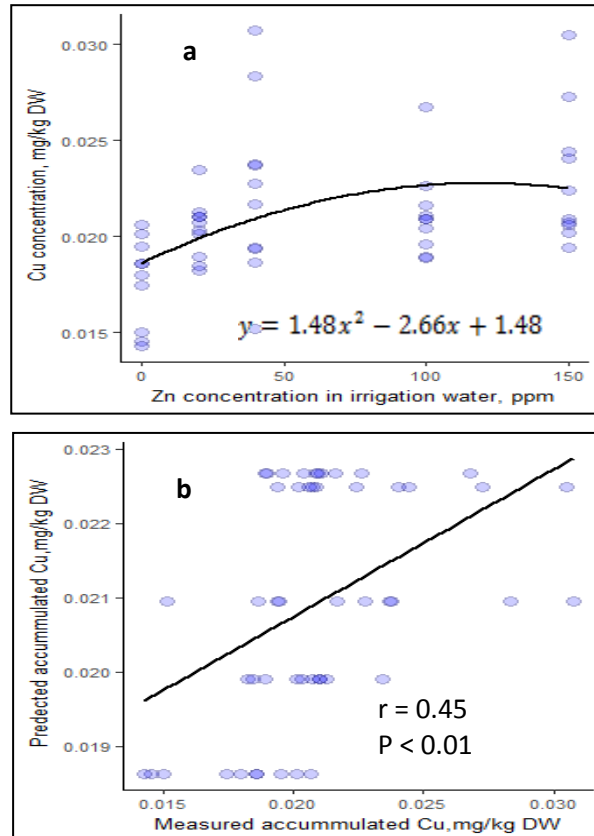 a
Cu concentration, mg/kg DW
0.030
0.025
0.020
0.015
y = 1.48x² − 2.66x + 1.48
0 50 100 150
Zn concentration in irrigation water, ppm
b
Predected accumulated Cu,mg/kg DW
0.023
0.022
0.021
0.020
0.019
r = 0.45
P < 0.01
0.015 0.020 0.025 0.030
Measured accumulated Cu,mg/kg DW